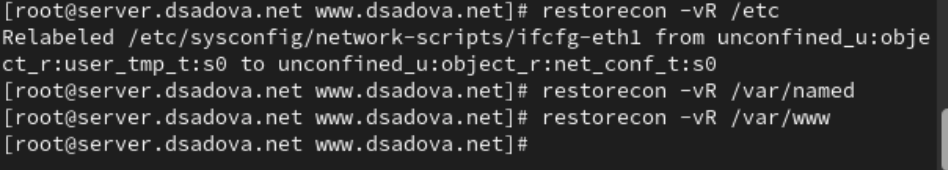 [root@server.dsadova.net www.dsadova.net]# restorecon -vR /etc
Relabeled /etc/sysconfig/network-scripts/ifcfg-eth1 from unconfined_u:obje
ct_r:user_tmp_t:s0 to unconfined_u:object_r:net_conf_t:s0
[root@server.dsadova.net www.dsadova.net]# restorecon -vR /var/named
[root@server.dsadova.net www.dsadova.net]# restorecon -vR /var/www
[root@server.dsadova.net www.dsadova.net]#